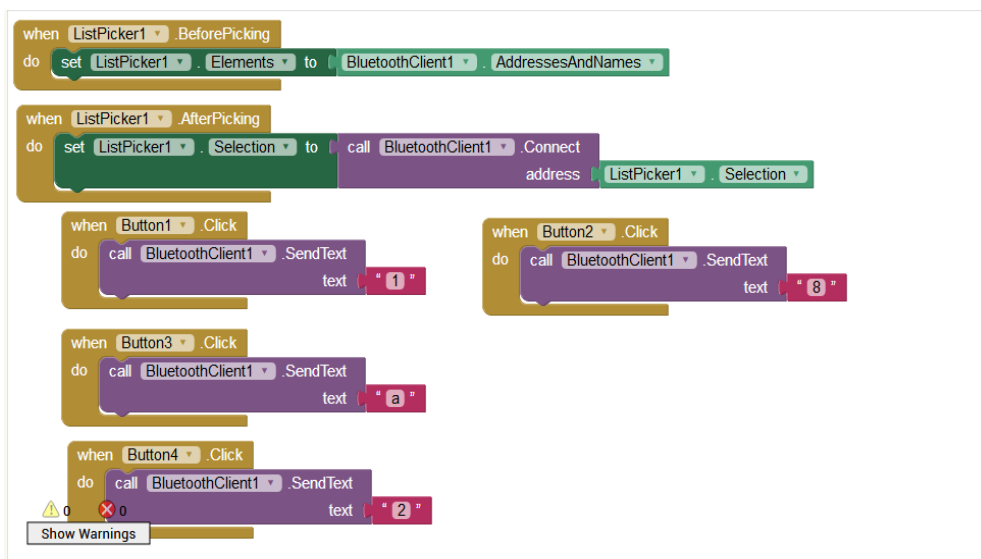 when ListPicker1 .BeforePicking
do set ListPicker1 . Elements to BluetoothClient1 . AddressesAndNames
when ListPicker1 .AfterPicking
do set ListPicker1 . Selection to call BluetoothClient1 .Connect
address ListPicker1 . Selection
when Button1 .Click
do call BluetoothClient1 .SendText
text " 1 "
when Button2 .Click
do call BluetoothClient1 .SendText
text " 8 "
when Button3 .Click
do call BluetoothClient1 .SendText
text " a "
when Button4 .Click
do call BluetoothClient1 .SendText
text " 2 "
0 0
Show Warnings